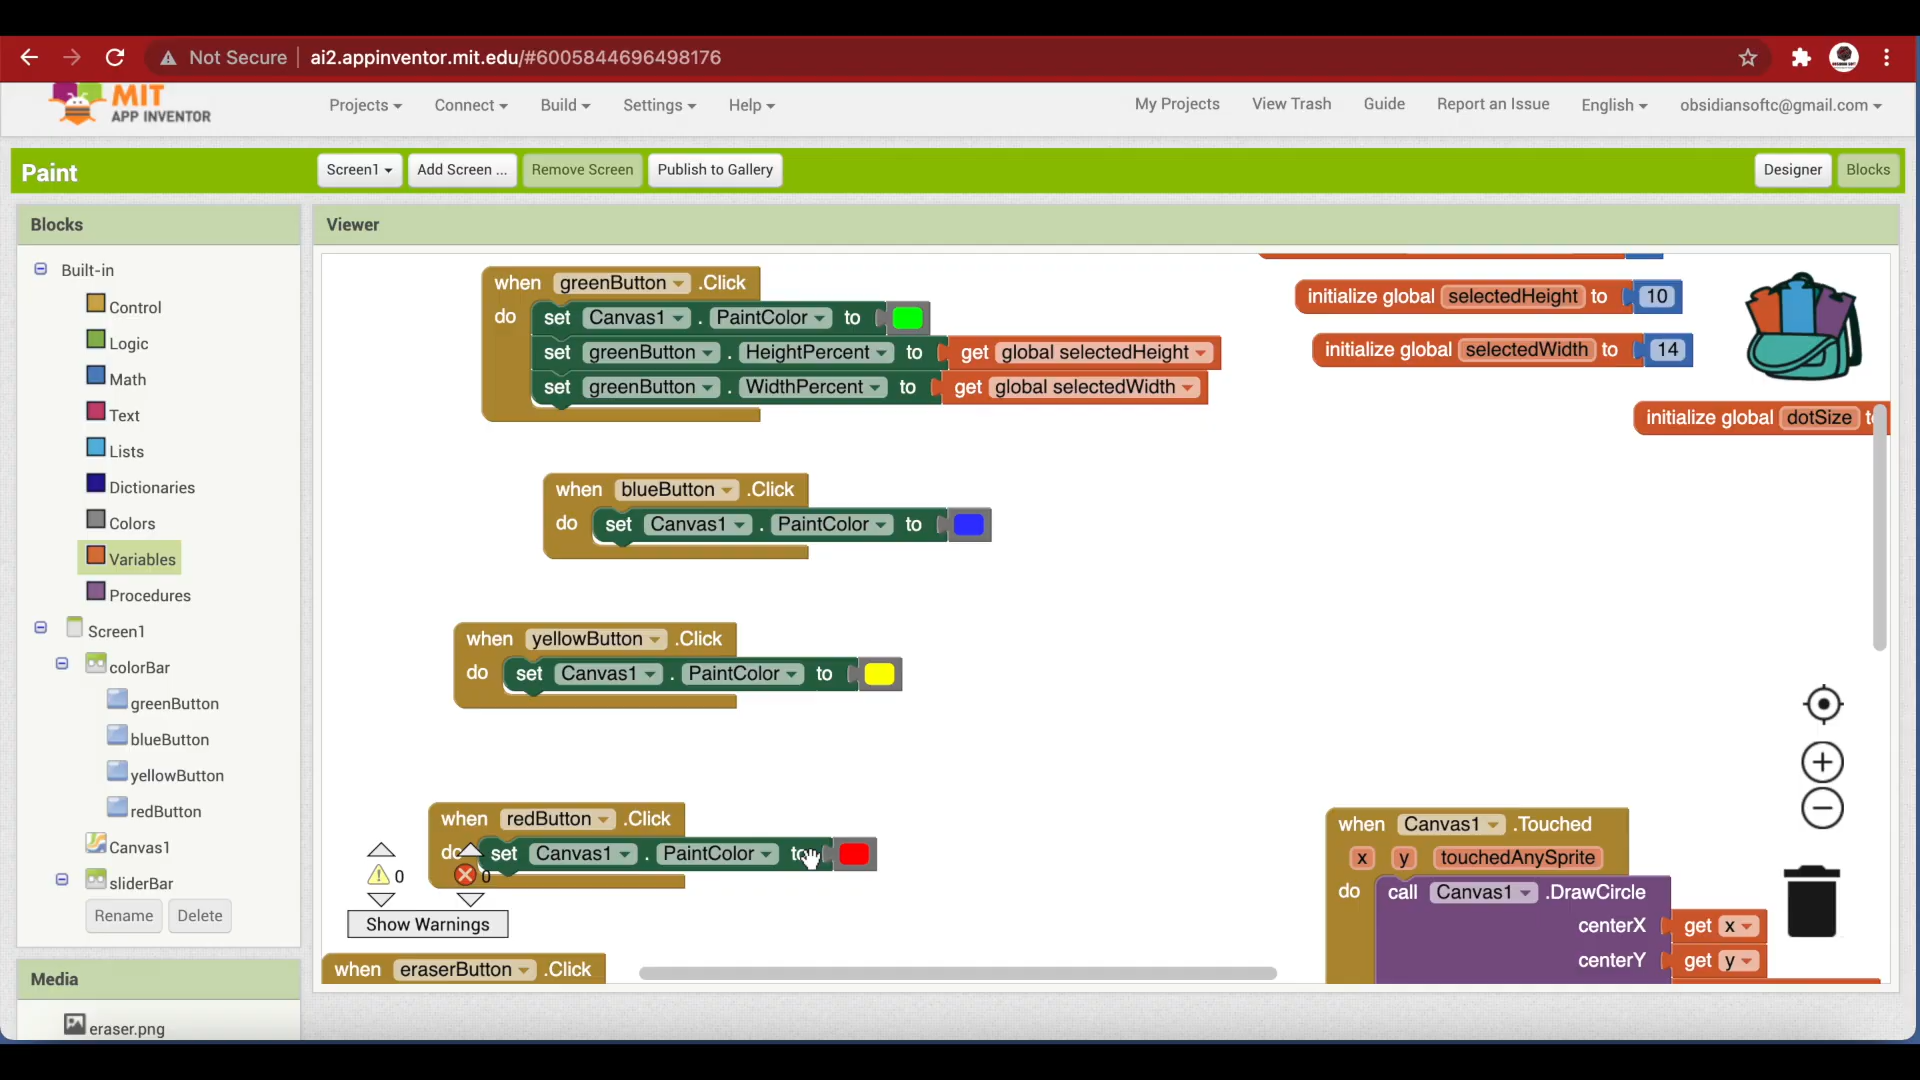 Not Secure ai2.appinventor.mit.edu/#6005844696498176
MIT
APP INVENTOR
Projects Connect Build Settings Help My Projects View Trash Guide Report an Issue English obsidiansoftc@gmail.com
Paint Screen1 Add Screen ... Remove Screen Publish to Gallery Designer Blocks
Blocks
Viewer
Built-in
Control
Logic
Math
Text
Lists
Dictionaries
Colors
Variables
Procedures
Screen1
colorBar
greenButton
blueButton
yellowButton
redButton
Canvas1
sliderBar
Rename Delete
Media
eraser.png
when greenButton .Click
do set Canvas1 . PaintColor to
set greenButton . HeightPercent to get global selectedHeight
set greenButton . WidthPercent to get global selectedWidth
initialize global selectedHeight to 10
initialize global selectedWidth to 14
initialize global dotSize
when blueButton .Click
do set Canvas1 . PaintColor to
when yellowButton .Click
do set Canvas1 . PaintColor to
when redButton .Click
do set Canvas1 . PaintColor to
0 0
Show Warnings
when eraserButton .Click
when Canvas1 .Touched
x y touchedAnySprite
do call Canvas1 .DrawCircle
centerX get x
centerY get y